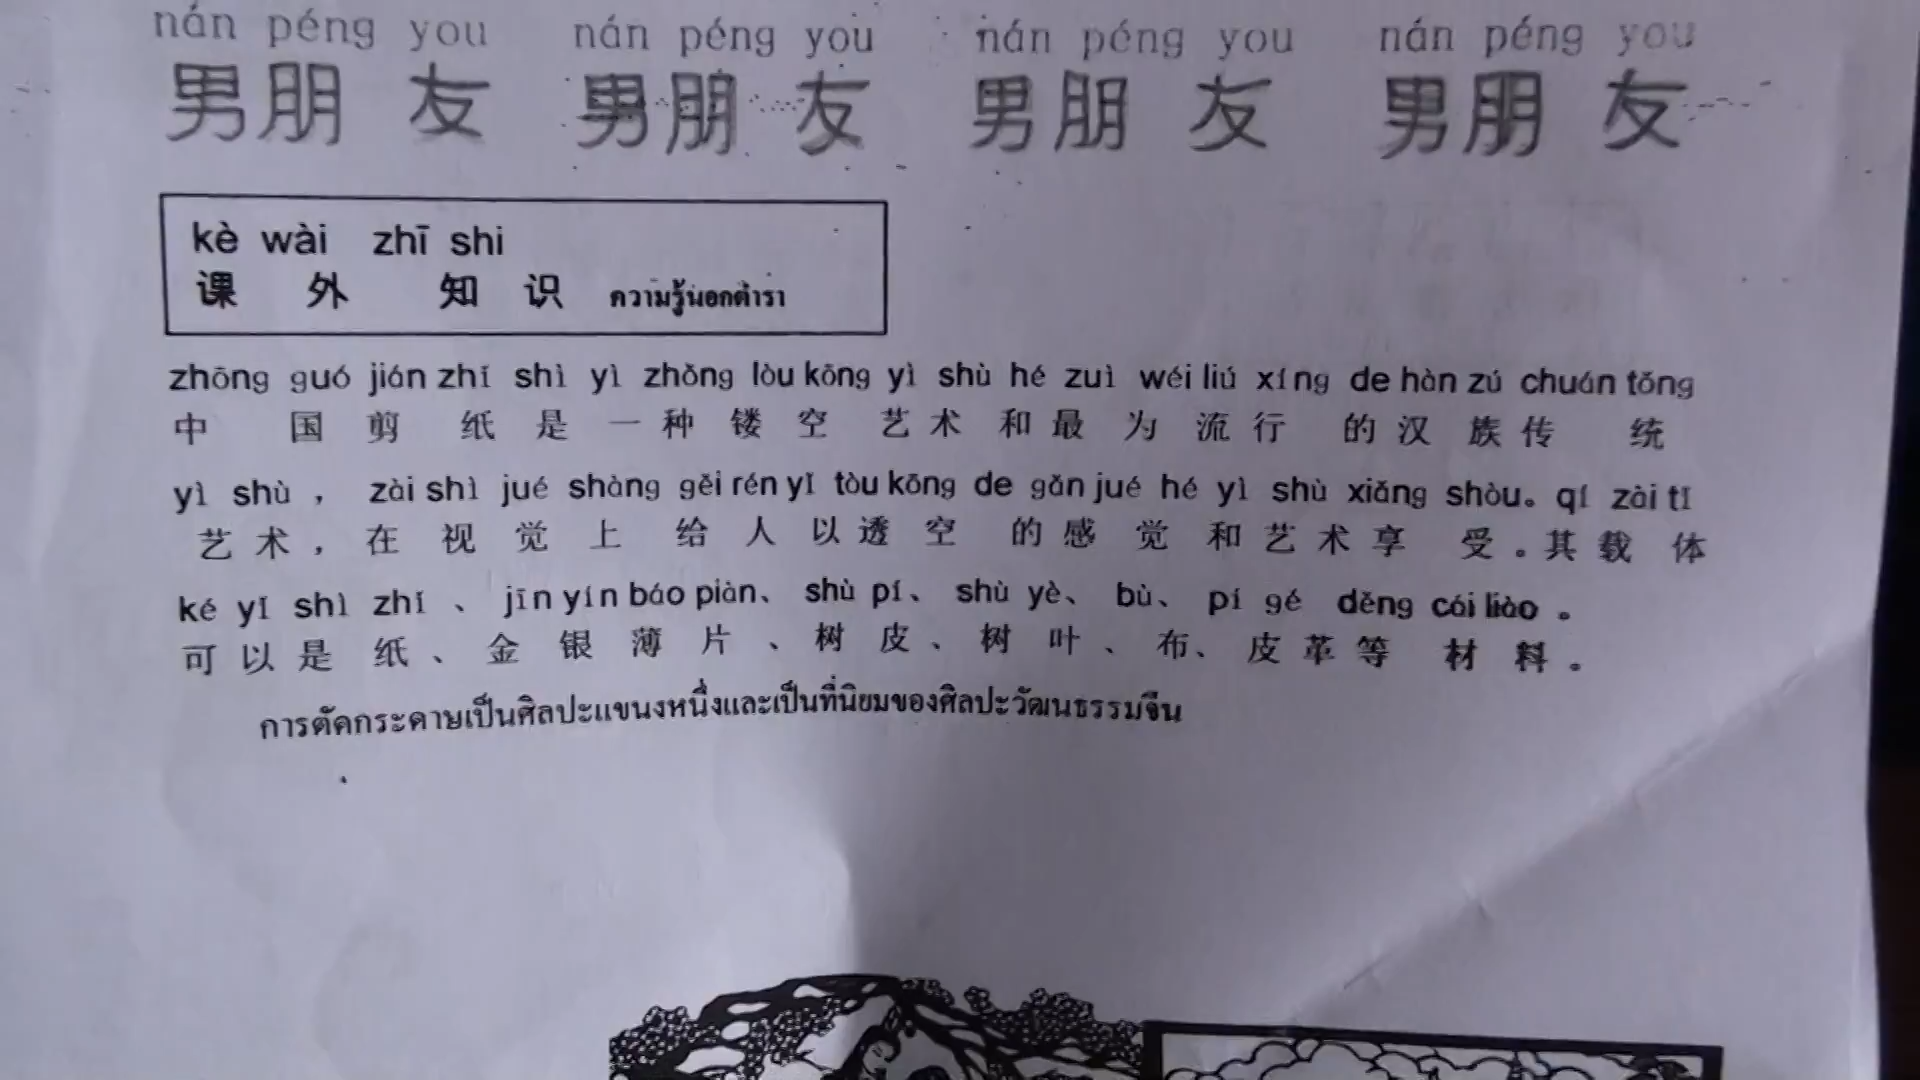 nán péng you nán péng you nán péng you nán péng you
男朋友 男朋友 男朋友 男朋友
kè wài zhī shi
课外知识 ความรู้นอกตำรา
zhōng guó jián zhǐ shì yì zhǒng lòu kōng yì shù hé zuì wéi liú xíng de hàn zú chuán tǒng
中国剪纸是一种镂空艺术和最为流行的汉族传统
yì shù， zài shì jué shàng gěi rén yǐ tòu kōng de gǎn jué hé yì shù xiǎng shòu。qí zài tǐ
艺术，在视觉上给人以透空的感觉和艺术享受。其载体
ké yǐ shì zhǐ 、 jīn yín báo piàn、 shù pí、 shù yè、 bù、 pí gé děng cái liào 。
可以是纸、金银薄片、树皮、树叶、布、皮革等材料。
การตัดกระดาษเป็นศิลปะแขนงหนึ่งและเป็นที่นิยมของศิลปะวัฒนธรรมจีน